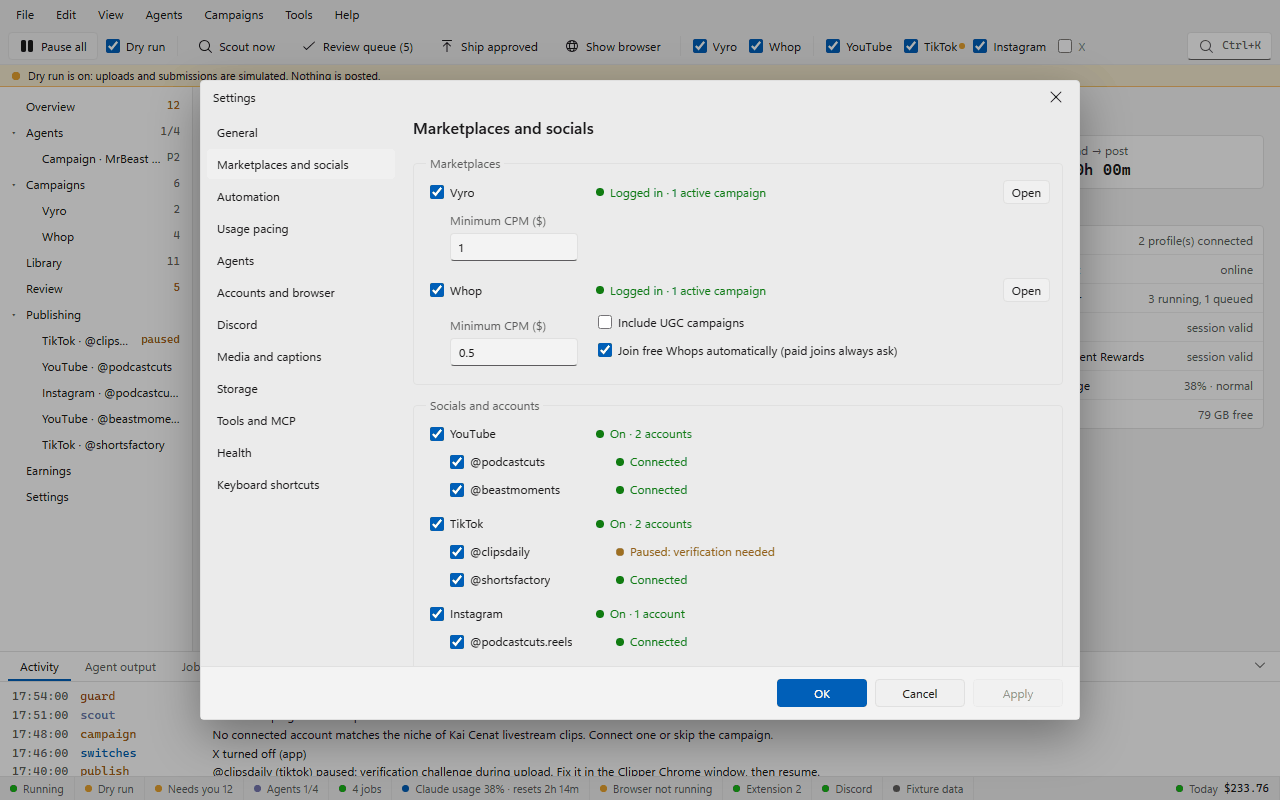 File Edit View Agents Campaigns Tools Help
Pause all Dry run Scout now Review queue (5) Ship approved Show browser Vyro Whop YouTube TikTok Instagram X Ctrl+K
Dry run is on: uploads and submissions are simulated. Nothing is posted.
Overview 12
Agents 1/4
Campaign · MrBeast ... P2
Campaigns 6
Vyro 2
Whop 4
Library 11
Review 5
Publishing
TikTok · @clips... paused
YouTube · @podcastcuts
Instagram · @podcastcu...
YouTube · @beastmome...
TikTok · @shortsfactory
Earnings
Settings
Settings
General
Marketplaces and socials
Automation
Usage pacing
Agents
Accounts and browser
Discord
Media and captions
Storage
Tools and MCP
Health
Keyboard shortcuts
Marketplaces and socials
Marketplaces
Vyro Logged in · 1 active campaign Open
Minimum CPM ($)
1
Whop Logged in · 1 active campaign Open
Include UGC campaigns
Minimum CPM ($)
0.5
Join free Whops automatically (paid joins always ask)
Socials and accounts
YouTube On · 2 accounts
@podcastcuts Connected
@beastmoments Connected
TikTok On · 2 accounts
@clipsdaily Paused: verification needed
@shortsfactory Connected
Instagram On · 1 account
@podcastcuts.reels Connected
OK Cancel Apply
→ post
0h 00m
2 profile(s) connected
online
3 running, 1 queued
session valid
ent Rewards session valid
ge 38% · normal
79 GB free
Activity Agent output Job
17:54:00 guard
17:51:00 scout
17:48:00 campaign No connected account matches the niche of Kai Cenat livestream clips. Connect one or skip the campaign.
17:46:00 switches X turned off (app)
17:40:00 publish @clipsdaily (tiktok) paused: verification challenge during upload. Fix it in the Clipper Chrome window, then resume.
Running Dry run Needs you 12 Agents 1/4 4 jobs Claude usage 38% · resets 2h 14m Browser not running Extension 2 Discord Fixture data Today $233.76